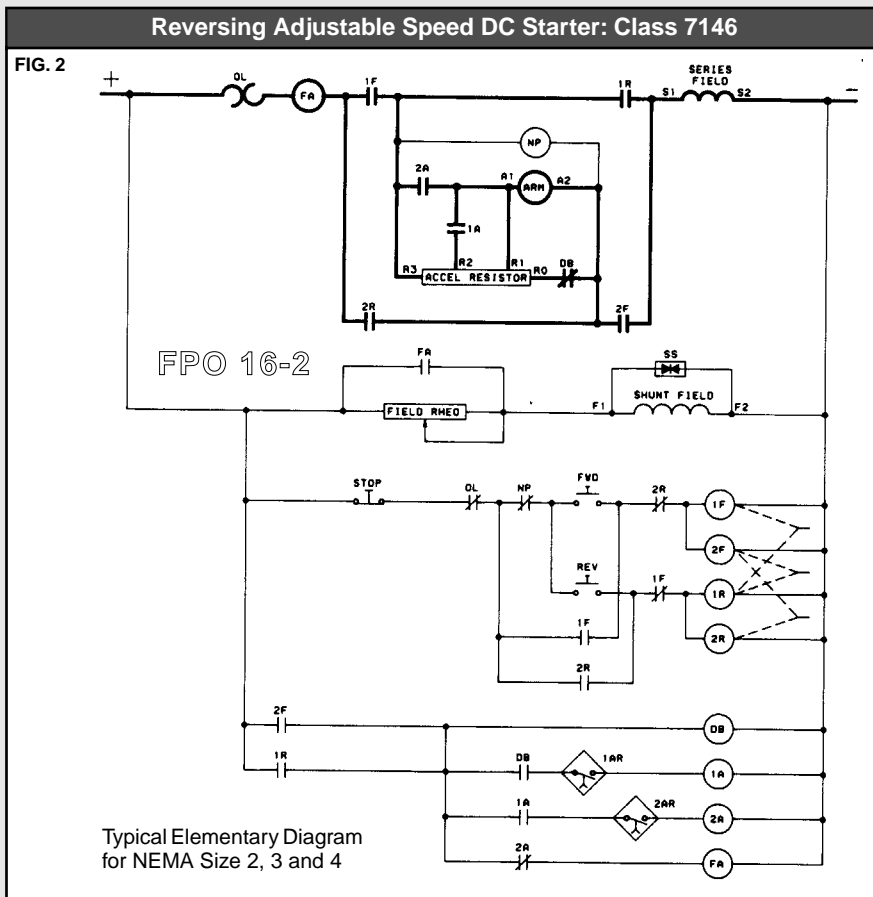 Reversing Adjustable Speed DC Starter: Class 7146
FIG. 2
+ OL FA 1F 1R S1 SERIES FIELD S2 −
NP
2A A1 ARM A2
1A
R3 R2 R1 R0 DB
ACCEL RESISTOR
2R 2F
FPO 16-2
FA SS
FIELD RHEO F1 SHUNT FIELD F2
STOP OL NP FWD 2R 1F
2F
REV 1F 1R
2R
1F
2R
2F DB
1R DB 1AR 1A
1A 2AR 2A
2A FA
Typical Elementary Diagram
for NEMA Size 2, 3 and 4